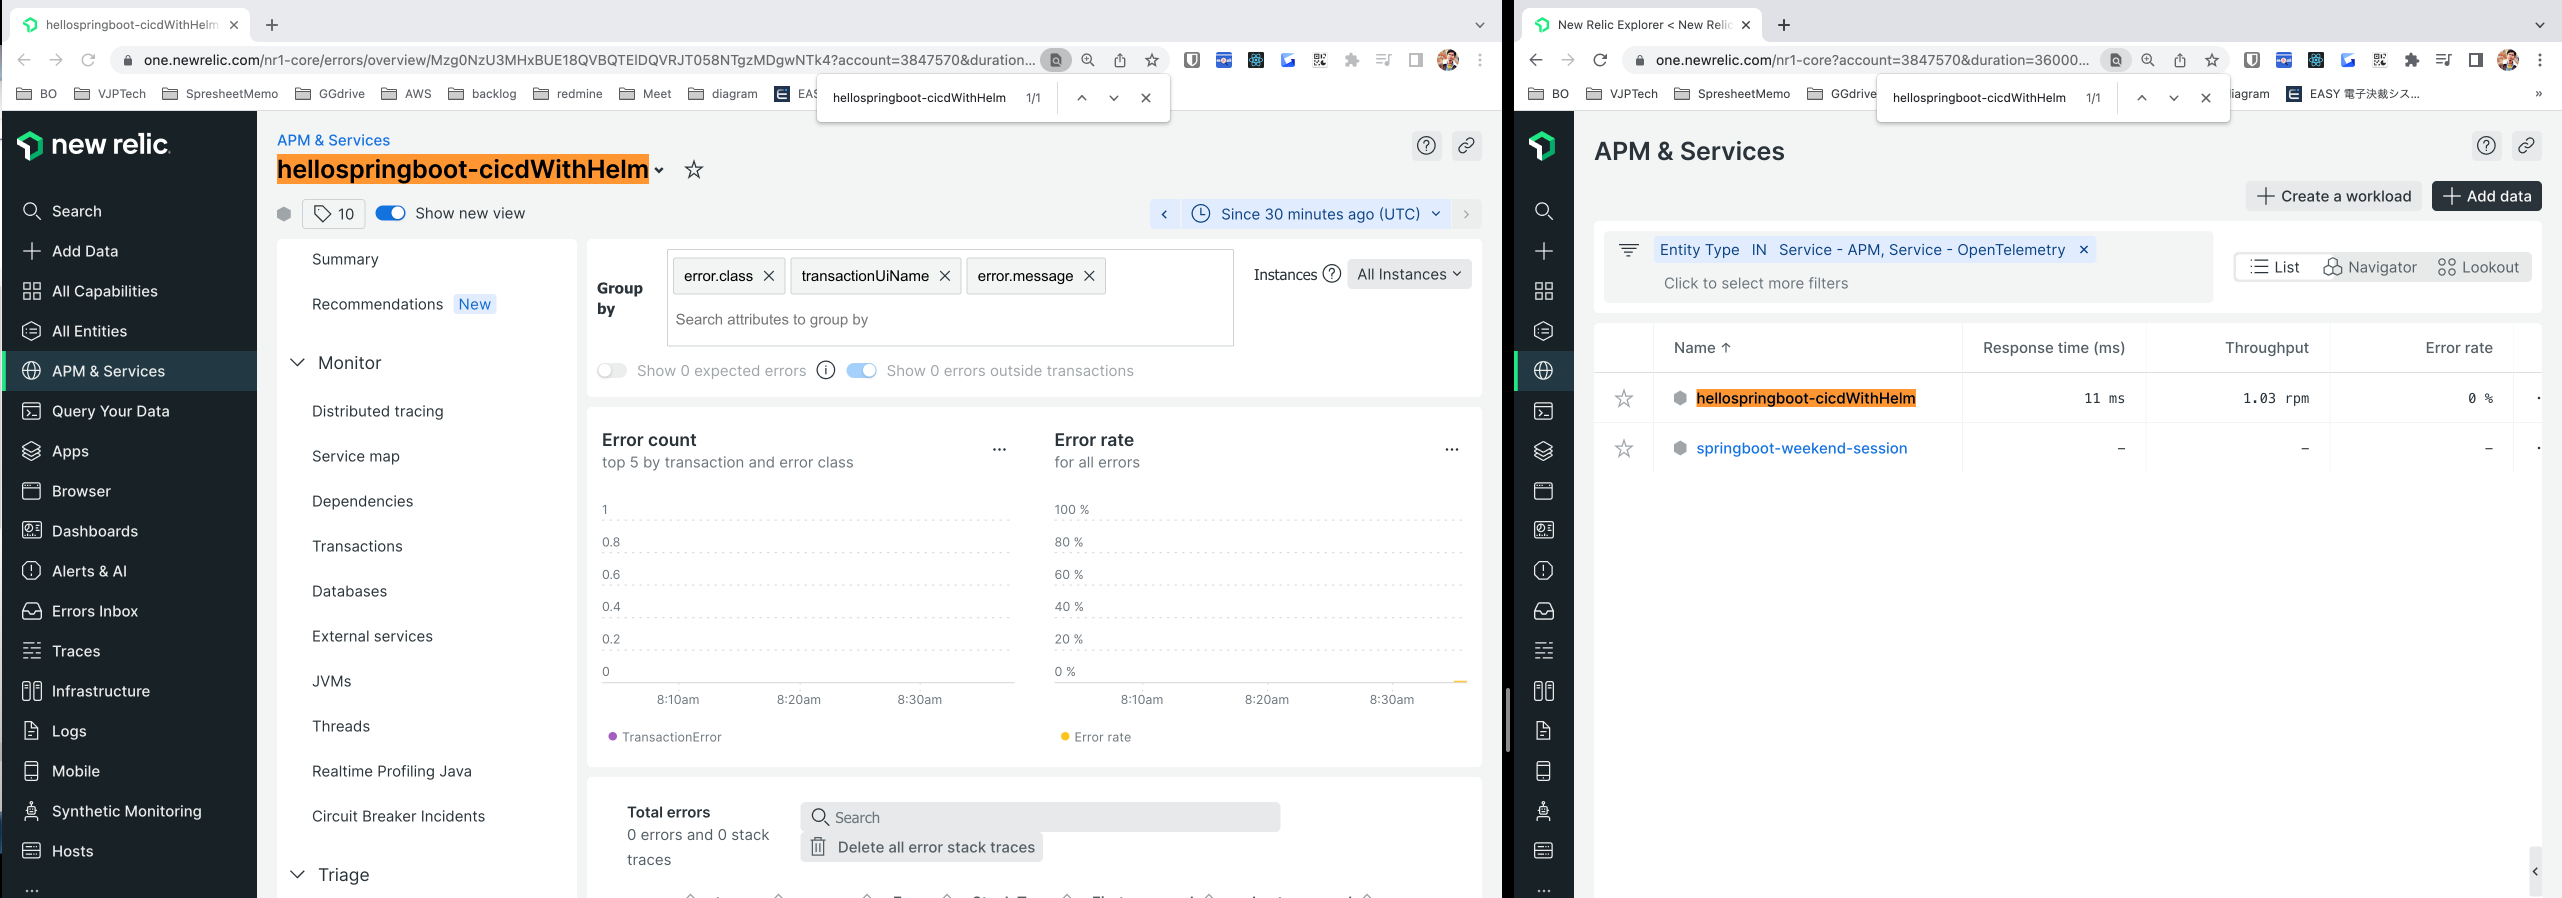 hellospringboot-cicdWithHelm
one.newrelic.com/nr1-core/errors/overview/Mzg0NzU3MHxBUE18QVBQTElDQVRJT058NTgzMDgwNTk4?account=3847570&duration...
BO VJPTech SpresheetMemo GGdrive AWS backlog redmine Meet diagram EAS
hellospringboot-cicdWithHelm 1/1
new relic.
Search
Add Data
All Capabilities
All Entities
APM & Services
Query Your Data
Apps
Browser
Dashboards
Alerts & AI
Errors Inbox
Traces
Infrastructure
Logs
Mobile
Synthetic Monitoring
Hosts
...
APM & Services
hellospringboot-cicdWithHelm
10 Show new view
Since 30 minutes ago (UTC)
Summary
Recommendations New
Monitor
Distributed tracing
Service map
Dependencies
Transactions
Databases
External services
JVMs
Threads
Realtime Profiling Java
Circuit Breaker Incidents
Triage
Group by
error.class transactionUiName error.message
Search attributes to group by
Instances All Instances
Show 0 expected errors Show 0 errors outside transactions
Error count
top 5 by transaction and error class
1
0.8
0.6
0.4
0.2
0
8:10am 8:20am 8:30am
TransactionError
Error rate
for all errors
100 %
80 %
60 %
40 %
20 %
0 %
8:10am 8:20am 8:30am
Error rate
Total errors
0 errors and 0 stack
traces
Search
Delete all error stack traces
New Relic Explorer < New Relic
one.newrelic.com/nr1-core?account=3847570&duration=36000...
BO VJPTech SpresheetMemo GGdrive iagram EASY 電子決裁シス... »
hellospringboot-cicdWithHelm 1/1
APM & Services
Create a workload Add data
Entity Type IN Service - APM, Service - OpenTelemetry
Click to select more filters
List Navigator Lookout
Name ↑ Response time (ms) Throughput Error rate
hellospringboot-cicdWithHelm 11 ms 1.03 rpm 0 %
springboot-weekend-session – – –
...